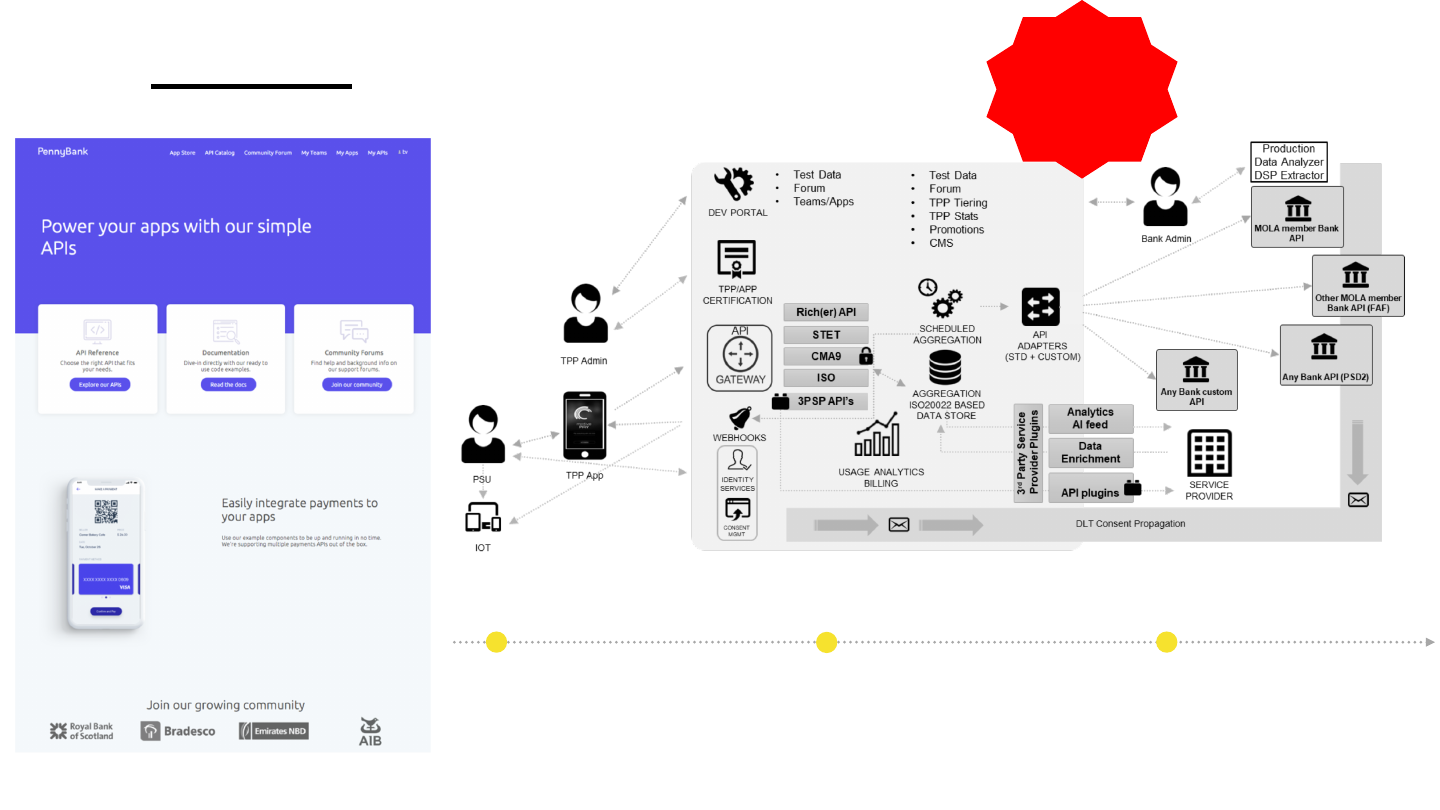 PennyBank
App Store API Catalog Community Forum My Teams My Apps My APIs
Power your apps with our simple
APIs
API Reference
Choose the right API that fits
your needs.
Explore our APIs
Documentation
Dive-in directly with our ready to
use code examples.
Read the docs
Community Forums
Find help and background info on
our support forums.
Join our community
Easily integrate payments to
your apps
Use our example components to be up and running in no time.
We're supporting multiple payments APIs out of the box.
VISA
Join our growing community
Royal Bank
of Scotland
Bradesco
Emirates NBD
AIB
PSU
IOT
TPP Admin
TPP App
DEV PORTAL
• Test Data
• Forum
• Teams/Apps
• Test Data
• Forum
• TPP Tiering
• TPP Stats
• Promotions
• CMS
TPP/APP
CERTIFICATION
API
GATEWAY
WEBHOOKS
IDENTITY
SERVICES
CONSENT
MGMT
Rich(er) API
STET
CMA9
ISO
3PSP API's
SCHEDULED
AGGREGATION
AGGREGATION
ISO20022 BASED
DATA STORE
USAGE ANALYTICS
BILLING
API
ADAPTERS
(STD + CUSTOM)
3rd Party Service
Provider Plugins
Analytics
AI feed
Data
Enrichment
API plugins
SERVICE
PROVIDER
DLT Consent Propagation
Bank Admin
Production
Data Analyzer
DSP Extractor
MOLA member Bank
API
Other MOLA member
Bank API (FAF)
Any Bank API (PSD2)
Any Bank custom
API